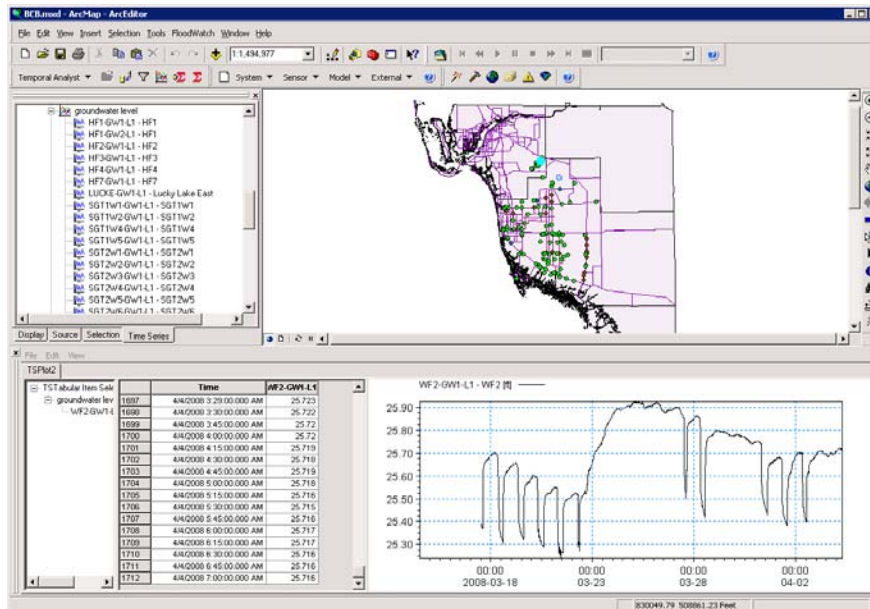 BCB.mxd - ArcMap - ArcEditor
File Edit View Insert Selection Tools FloodWatch Window Help
1:1,494,977
Temporal Analyst System Sensor Model External
groundwater level
HF1-GW1-L1 - HF1
HF1-GW2-L1 - HF1
HF2-GW1-L1 - HF2
HF3-GW1-L1 - HF3
HF4-GW1-L1 - HF4
HF7-GW1-L1 - HF7
LUCKE-GW1-L1 - Lucky Lake East
SGT1W1-GW1-L1 - SGT1W1
SGT1W2-GW1-L1 - SGT1W2
SGT1W4-GW1-L1 - SGT1W4
SGT1W5-GW1-L1 - SGT1W5
SGT2W1-GW1-L1 - SGT2W1
SGT2W2-GW1-L1 - SGT2W2
SGT2W3-GW1-L1 - SGT2W3
SGT2W4-GW1-L1 - SGT2W4
SGT2W5-GW1-L1 - SGT2W5
SGT2W6-GW1-L1 - SGT2W6
Display Source Selection Time Series
File Edit View
TSPlot2
TSTabular Item Sele
groundwater lev
WF2-GW1-l
Time WF2-GW1-L1
1697 4/4/2008 3:29:00.000 AM 25.723
1698 4/4/2008 3:30:00.000 AM 25.722
1699 4/4/2008 3:45:00.000 AM 25.72
1700 4/4/2008 4:00:00.000 AM 25.72
1701 4/4/2008 4:15:00.000 AM 25.719
1702 4/4/2008 4:30:00.000 AM 25.718
1703 4/4/2008 4:45:00.000 AM 25.719
1704 4/4/2008 5:00:00.000 AM 25.718
1705 4/4/2008 5:15:00.000 AM 25.716
1706 4/4/2008 5:30:00.000 AM 25.715
1707 4/4/2008 5:45:00.000 AM 25.716
1708 4/4/2008 6:00:00.000 AM 25.717
1709 4/4/2008 6:15:00.000 AM 25.717
1710 4/4/2008 6:30:00.000 AM 25.716
1711 4/4/2008 6:45:00.000 AM 25.716
1712 4/4/2008 7:00:00.000 AM 25.716
WF2-GW1-L1 - WF2 [ft]
25.90
25.80
25.70
25.60
25.50
25.40
25.30
00:00 00:00 00:00 00:00
2008-03-18 03-23 03-28 04-02
830049.79 508861.23 Feet